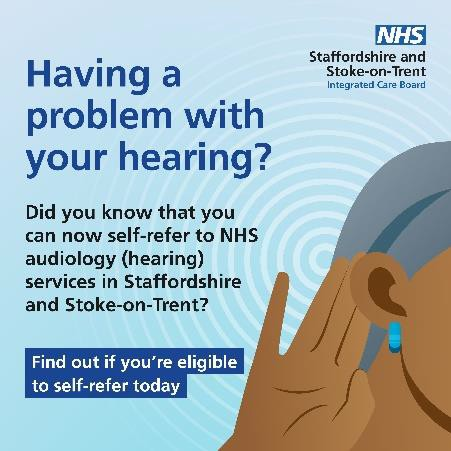 NHS
Staffordshire and
Stoke-on-Trent
Integrated Care Board
Having a
problem with
your hearing?
Did you know that you
can now self-refer to NHS
audiology (hearing)
services in Staffordshire
and Stoke-on-Trent?
Find out if you're eligible
to self-refer today